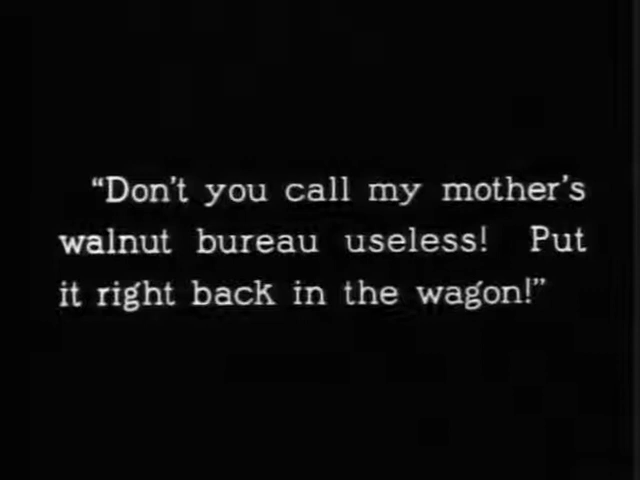 “Don't you call my mother's
walnut bureau useless! Put
it right back in the wagon!”